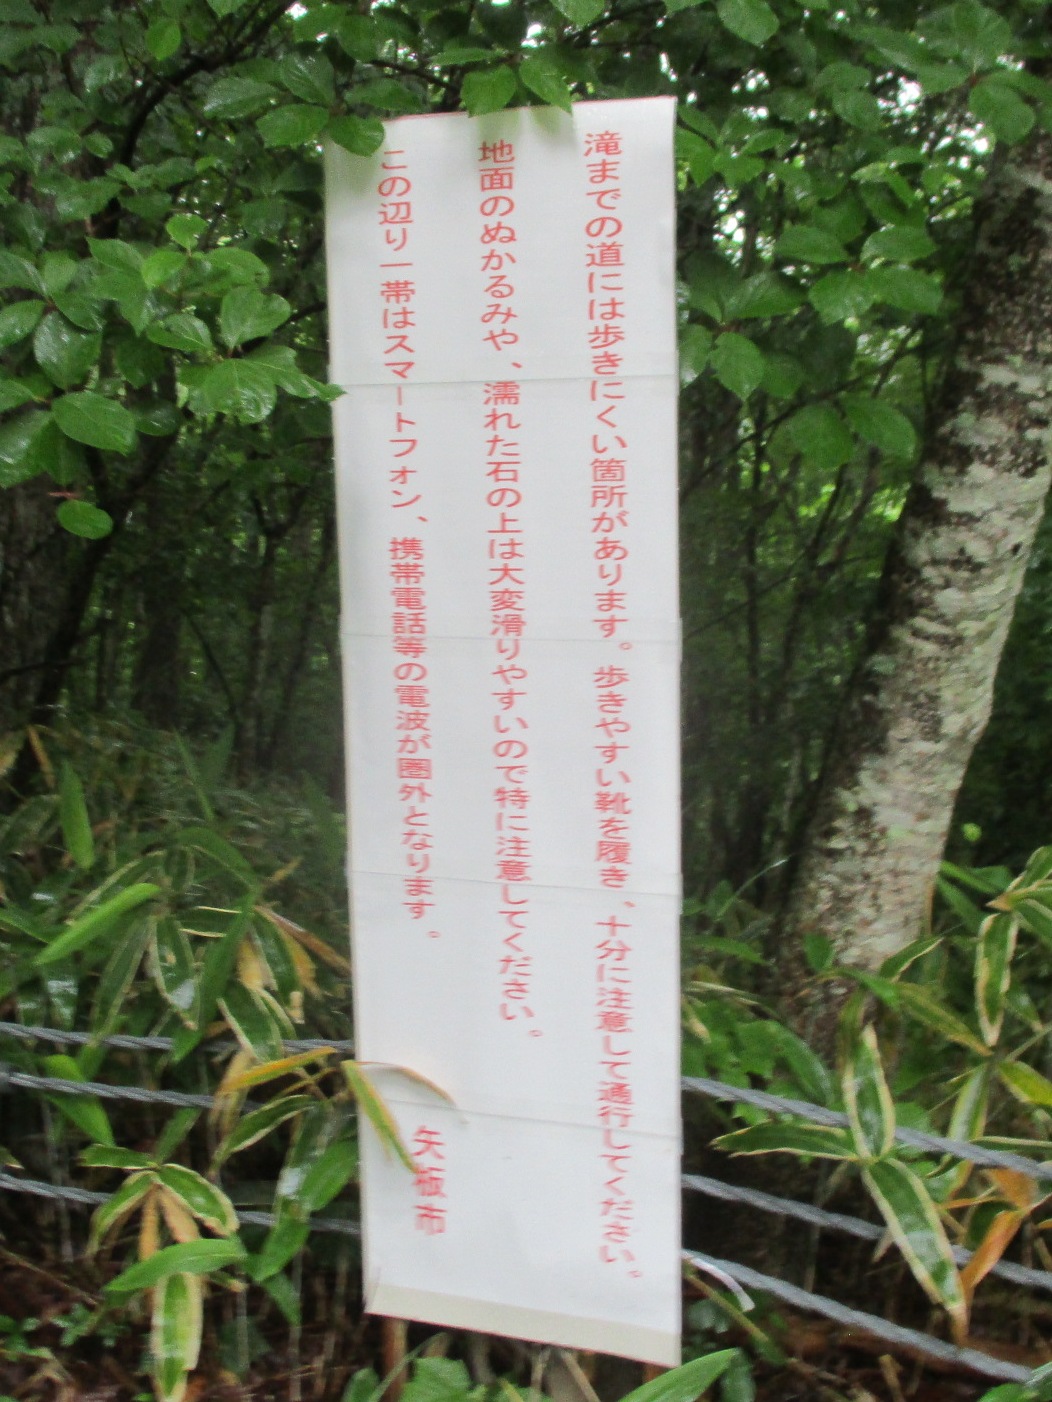 滝までの道には歩きにくい箇所があります。歩きやすい靴を履き、十分に注意して通行してください。
地面のぬかるみや、濡れた石の上は大変滑りやすいので特に注意してください。
この辺り一帯はスマートフォン、携帯電話等の電波が圏外となります。
矢板市